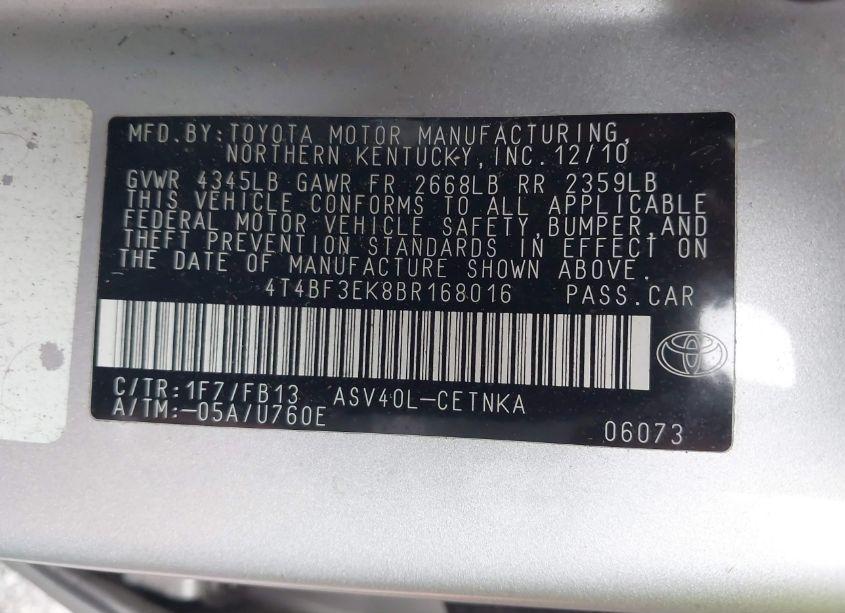 MFD.BY:TOYOTA MOTOR MANUFACTURING,
NORTHERN KENTUCKY,INC.12/10
GVWR 4345LB GAWR FR 2668LB RR 2359LB
THIS VEHICLE CONFORMS TO ALL APPLICABLE
FEDERAL MOTOR VEHICLE SAFETY,BUMPER,AND
THEFT PREVENTION STANDARDS IN EFFECT ON
THE DATE OF MANUFACTURE SHOWN ABOVE.
4T4BF3EK8BR168016 PASS.CAR
C/TR:1F7/FB13 ASV40L-CETNKA
A/TM:-05A/U760E
06073